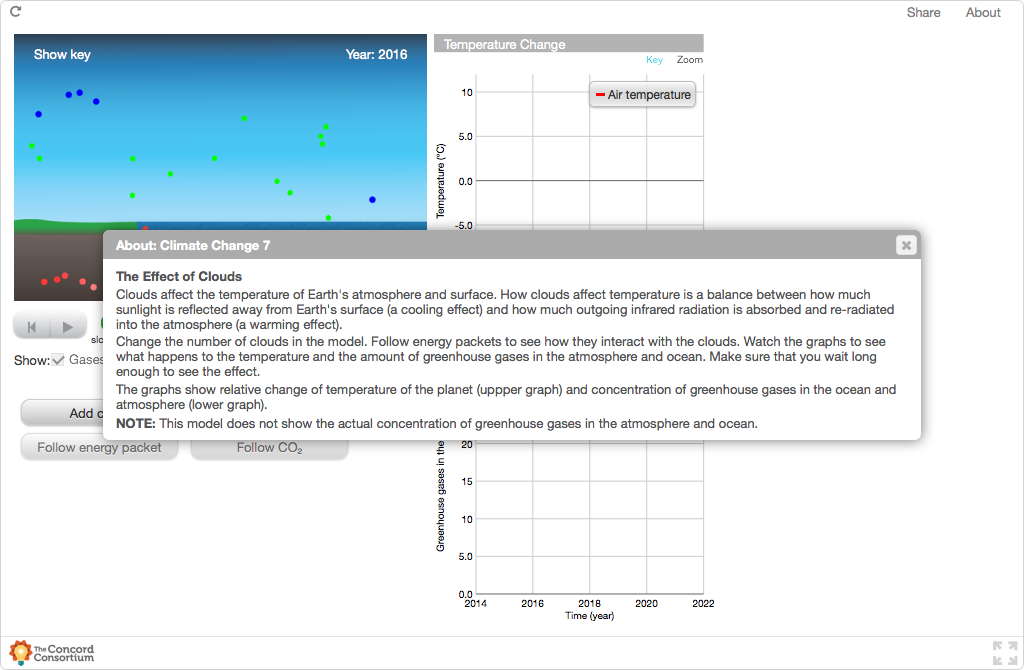 Share About
Show key Year: 2016
Temperature Change
Key Zoom
Air temperature
Temperature (°C)
10
5.0
0.0
-5.0
About: Climate Change 7
The Effect of Clouds
Clouds affect the temperature of Earth's atmosphere and surface. How clouds affect temperature is a balance between how much
sunlight is reflected away from Earth's surface (a cooling effect) and how much outgoing infrared radiation is absorbed and re-radiated
into the atmosphere (a warming effect).
Change the number of clouds in the model. Follow energy packets to see how they interact with the clouds. Watch the graphs to see
what happens to the temperature and the amount of greenhouse gases in the atmosphere and ocean. Make sure that you wait long
enough to see the effect.
The graphs show relative change of temperature of the planet (uppper graph) and concentration of greenhouse gases in the ocean and
atmosphere (lower graph).
NOTE: This model does not show the actual concentration of greenhouse gases in the atmosphere and ocean.
Show: Gases
Add
Follow energy packet Follow CO₂
Greenhouse gases in the
20
15
10
5.0
0.0
2014 2016 2018 2020 2022
Time (year)
The Concord
Consortium